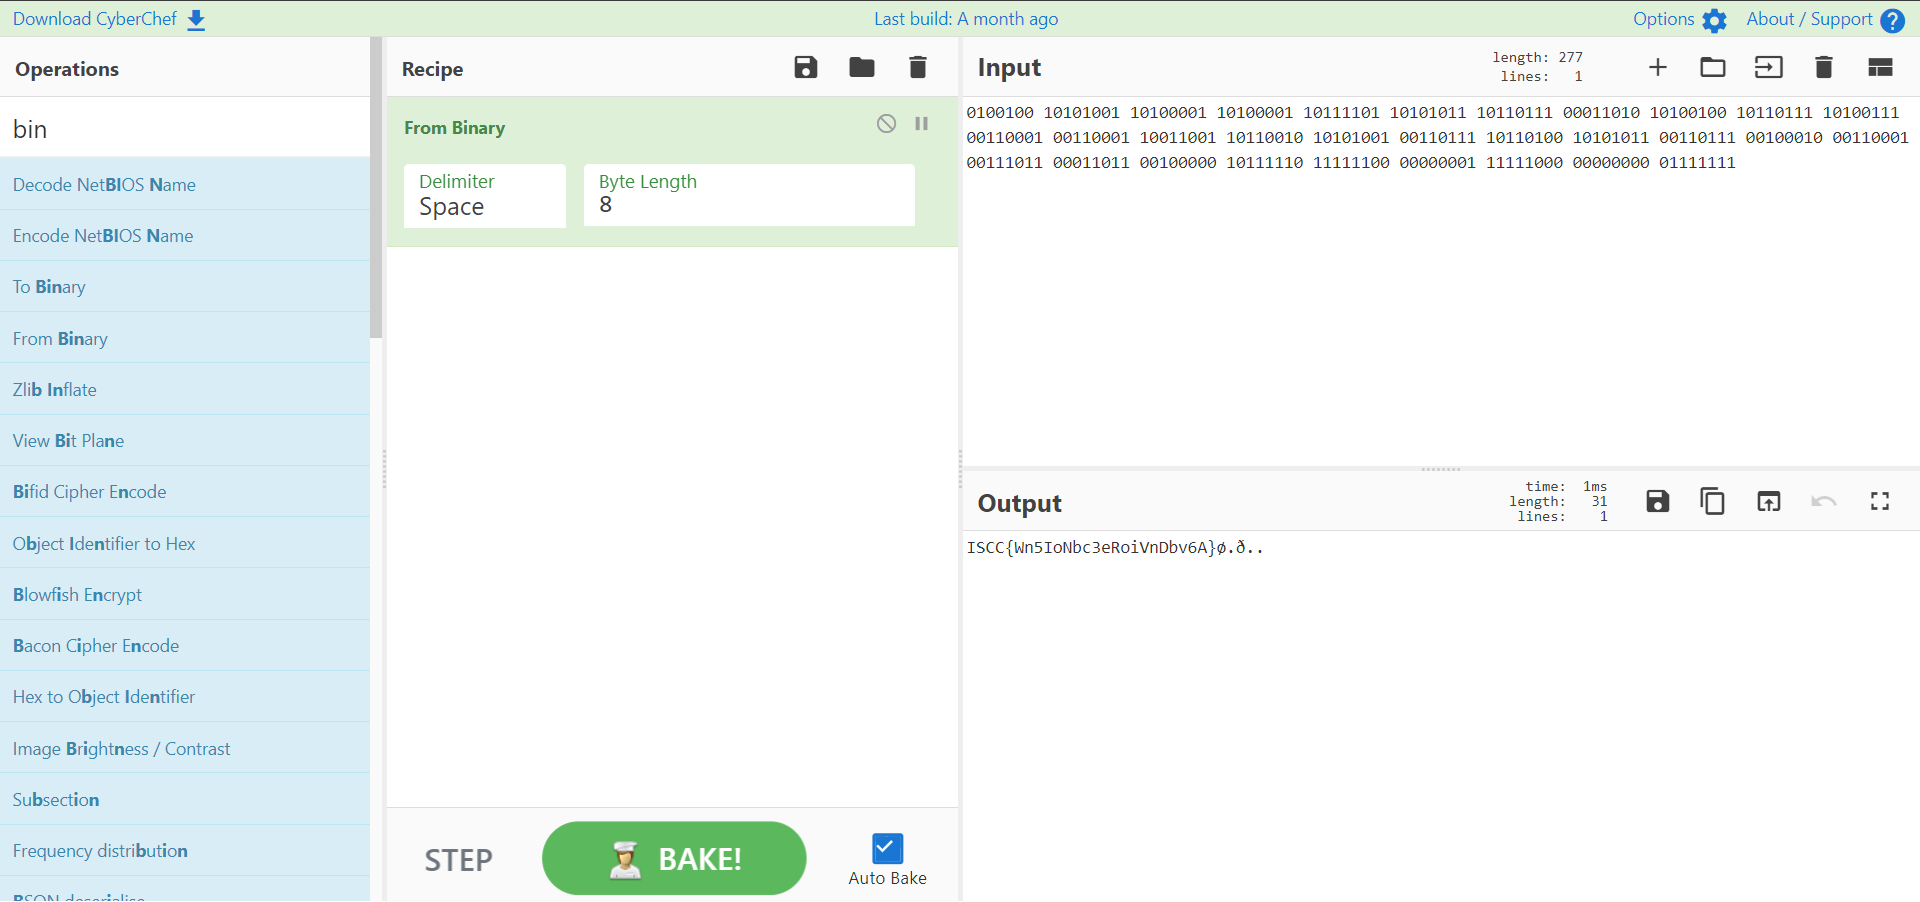 Download CyberChef
Last build: A month ago
Options
About / Support
Operations
bin
Decode NetBIOS Name
Encode NetBIOS Name
To Binary
From Binary
Zlib Inflate
View Bit Plane
Bifid Cipher Encode
Object Identifier to Hex
Blowfish Encrypt
Bacon Cipher Encode
Hex to Object Identifier
Image Brightness / Contrast
Subsection
Frequency distribution
BSON deserialise
Recipe
From Binary
Delimiter
Space
Byte Length
8
STEP
BAKE!
Auto Bake
Input
length: 277
lines: 1
0100100 10101001 10100001 10100001 10111101 10101011 10110111 00011010 10100100 10110111 10100111
00110001 00110001 10011001 10110010 10101001 00110111 10110100 10101011 00110111 00100010 00110001
00111011 00011011 00100000 10111110 11111100 00000001 11111000 00000000 01111111
Output
time: 1ms
length: 31
lines: 1
ISCC{Wn5IoNbc3eRoiVnDbv6A}ø.ð..